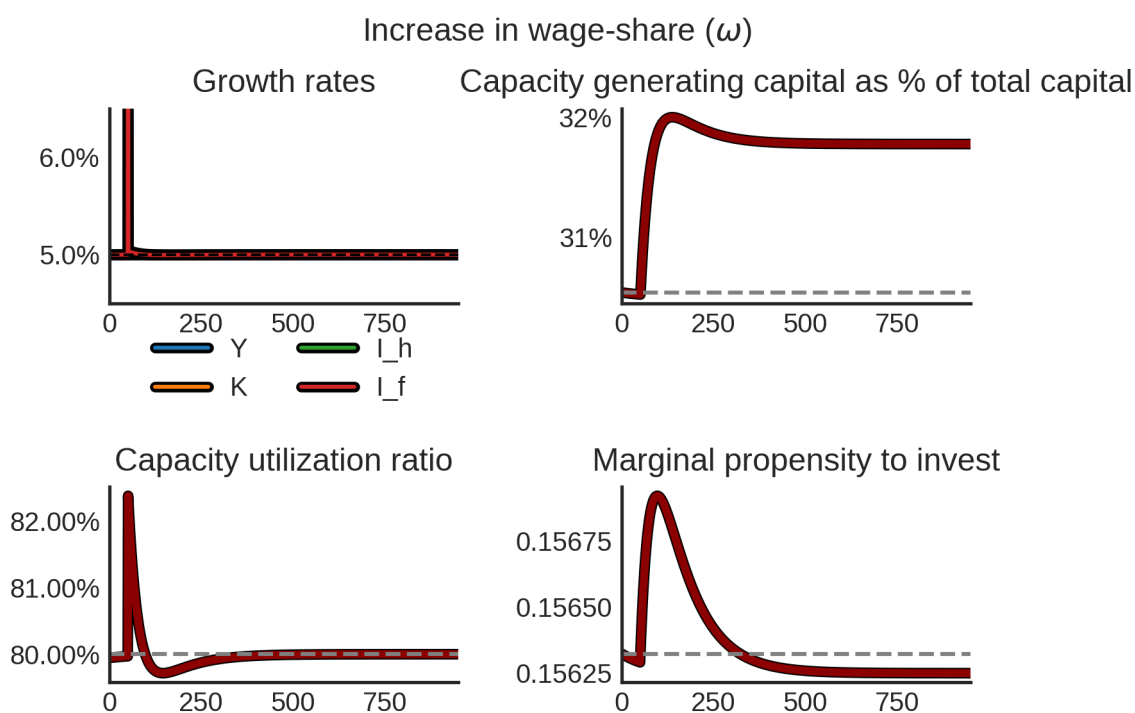 Increase in wage-share (ω)
Growth rates
6.0%
5.0%
0 250 500 750
Y I_h
K I_f
Capacity generating capital as % of total capital
32%
31%
0 250 500 750
Capacity utilization ratio
82.00%
81.00%
80.00%
0 250 500 750
Marginal propensity to invest
0.15675
0.15650
0.15625
0 250 500 750